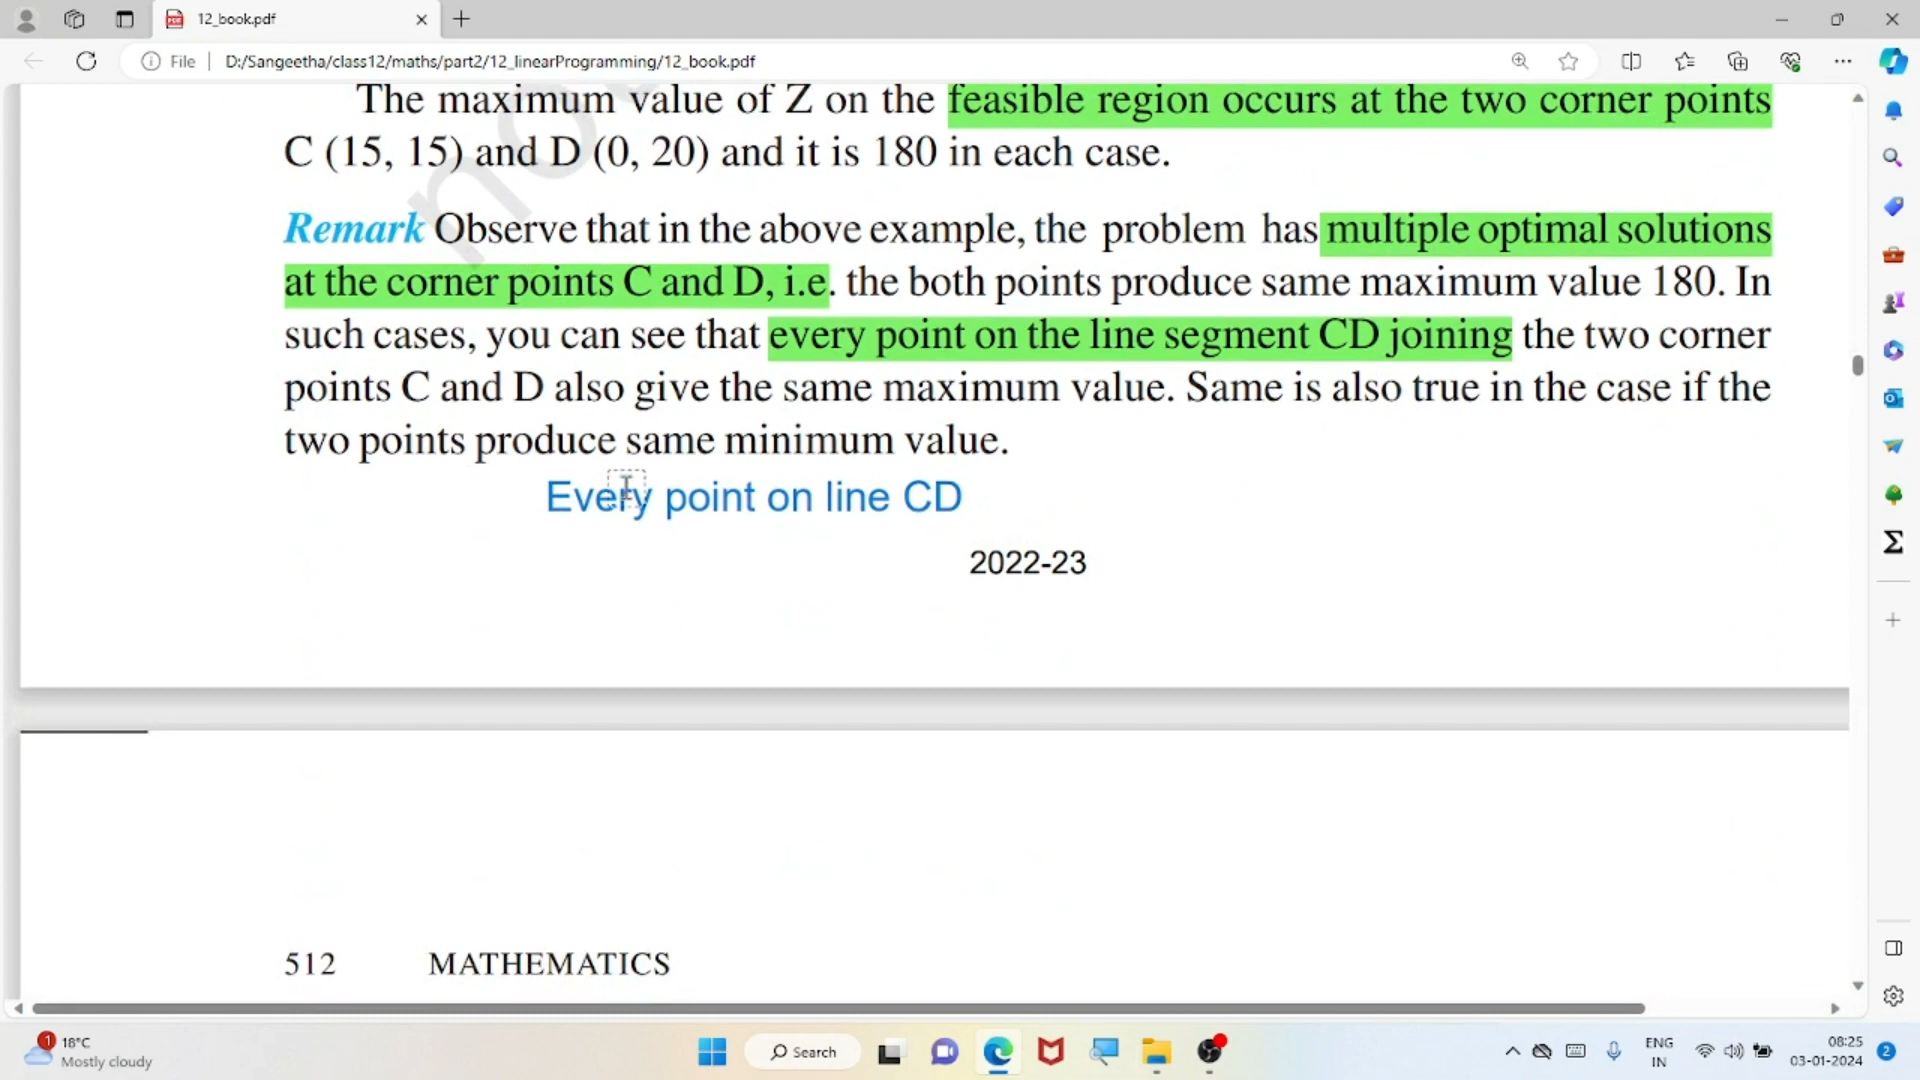 12_book.pdf
File
D:/Sangeetha/class12/maths/part2/12_linearProgramming/12_book.pdf
The maximum value of Z on the feasible region occurs at the two corner points
C (15, 15) and D (0, 20) and it is 180 in each case.
Remark Observe that in the above example, the problem has multiple optimal solutions
at the corner points C and D, i.e. the both points produce same maximum value 180. In
such cases, you can see that every point on the line segment CD joining the two corner
points C and D also give the same maximum value. Same is also true in the case if the
two points produce same minimum value.
Every point on line CD
2022-23
512 MATHEMATICS
1
18°C
Mostly cloudy
Search
ENG
IN
08:25
03-01-2024
2